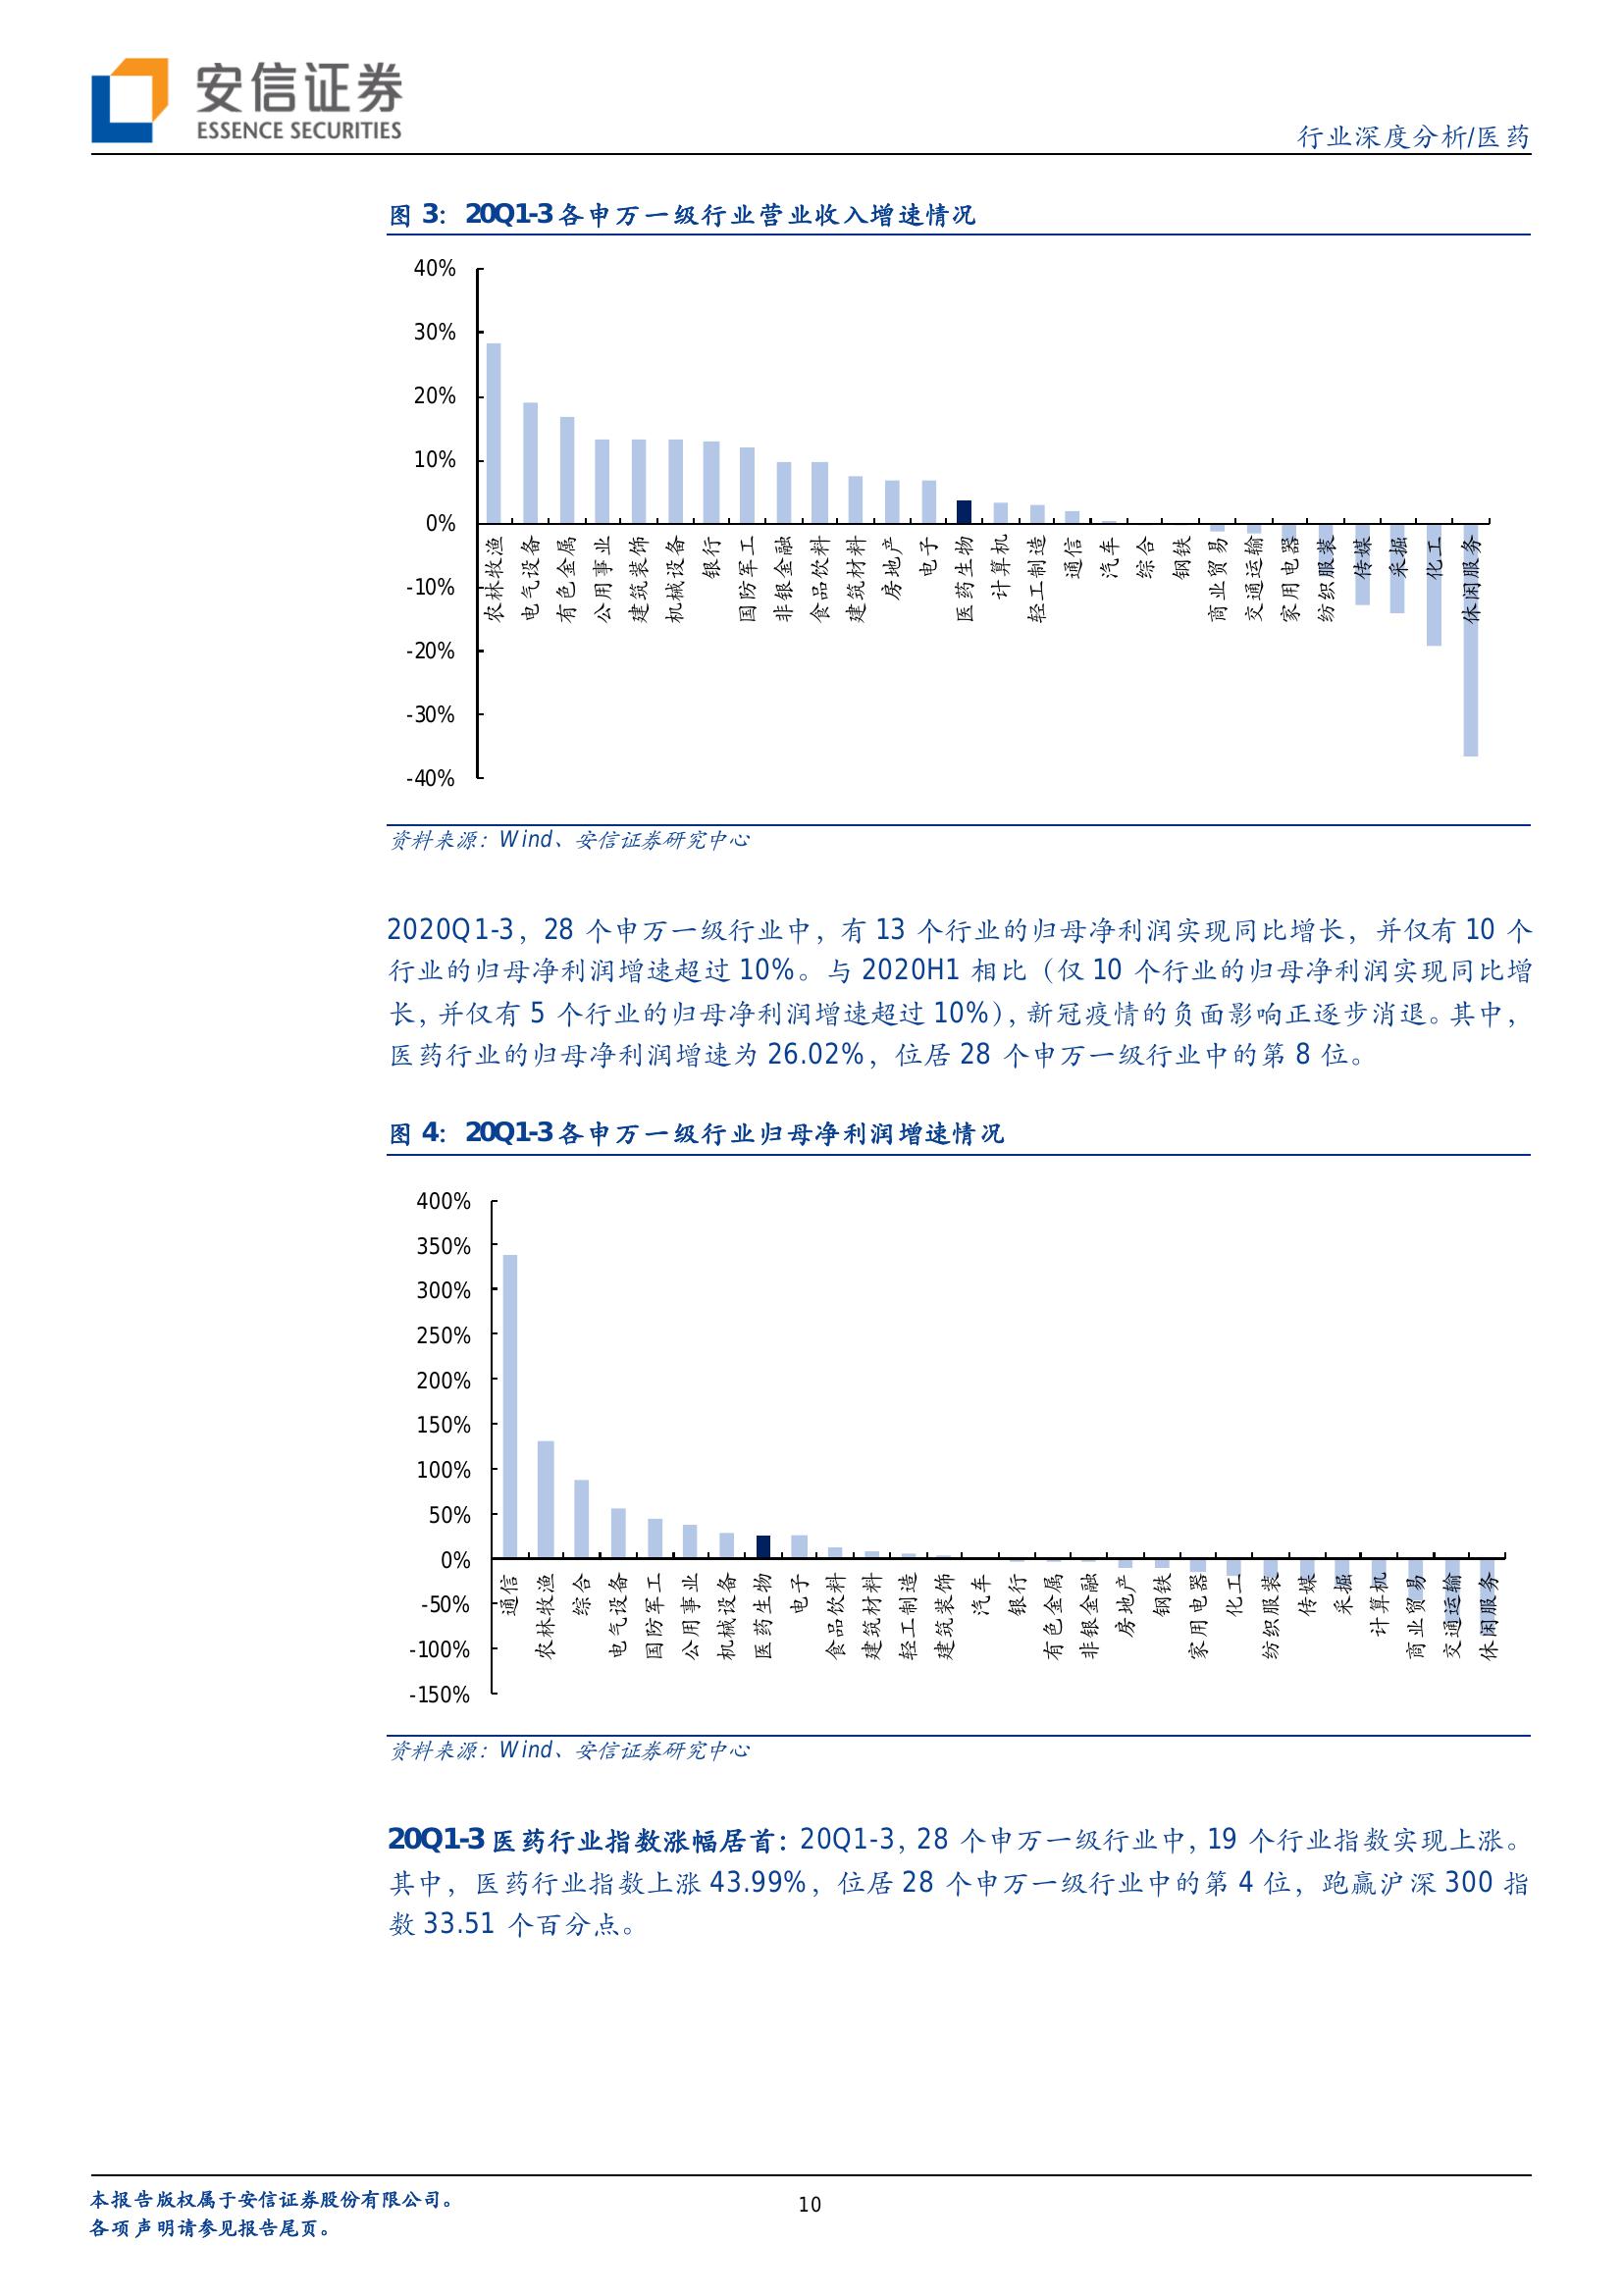 安信证券
ESSENCE SECURITIES
行业深度分析/医药
图 3：20Q1-3 各申万一级行业营业收入增速情况
40%
30%
20%
10%
0%
-10%
-20%
-30%
-40%
农林牧渔
电气设备
有色金属
公用事业
建筑装饰
机械设备
银行
国防军工
非银金融
食品饮料
建筑材料
房地产
电子
医药生物
计算机
轻工制造
通信
汽车
综合
钢铁
商业贸易
交通运输
家用电器
纺织服装
传媒
采掘
化工
休闲服务
资料来源：Wind、安信证券研究中心
2020Q1-3，28 个申万一级行业中，有 13 个行业的归母净利润实现同比增长，并仅有 10 个
行业的归母净利润增速超过 10%。与 2020H1 相比（仅 10 个行业的归母净利润实现同比增
长，并仅有 5 个行业的归母净利润增速超过 10%），新冠疫情的负面影响正逐步消退。其中，
医药行业的归母净利润增速为 26.02%，位居 28 个申万一级行业中的第 8 位。
图 4：20Q1-3 各申万一级行业归母净利润增速情况
400%
350%
300%
250%
200%
150%
100%
50%
0%
-50%
-100%
-150%
通信
农林牧渔
综合
电气设备
国防军工
公用事业
机械设备
医药生物
电子
食品饮料
建筑材料
轻工制造
建筑装饰
汽车
银行
有色金属
非银金融
房地产
钢铁
家用电器
化工
纺织服装
传媒
采掘
计算机
商业贸易
交通运输
休闲服务
资料来源：Wind、安信证券研究中心
20Q1-3 医药行业指数涨幅居首：20Q1-3，28 个申万一级行业中，19 个行业指数实现上涨。
其中，医药行业指数上涨 43.99%，位居 28 个申万一级行业中的第 4 位，跑赢沪深 300 指
数 33.51 个百分点。
本报告版权属于安信证券股份有限公司。
各项声明请参见报告尾页。
10